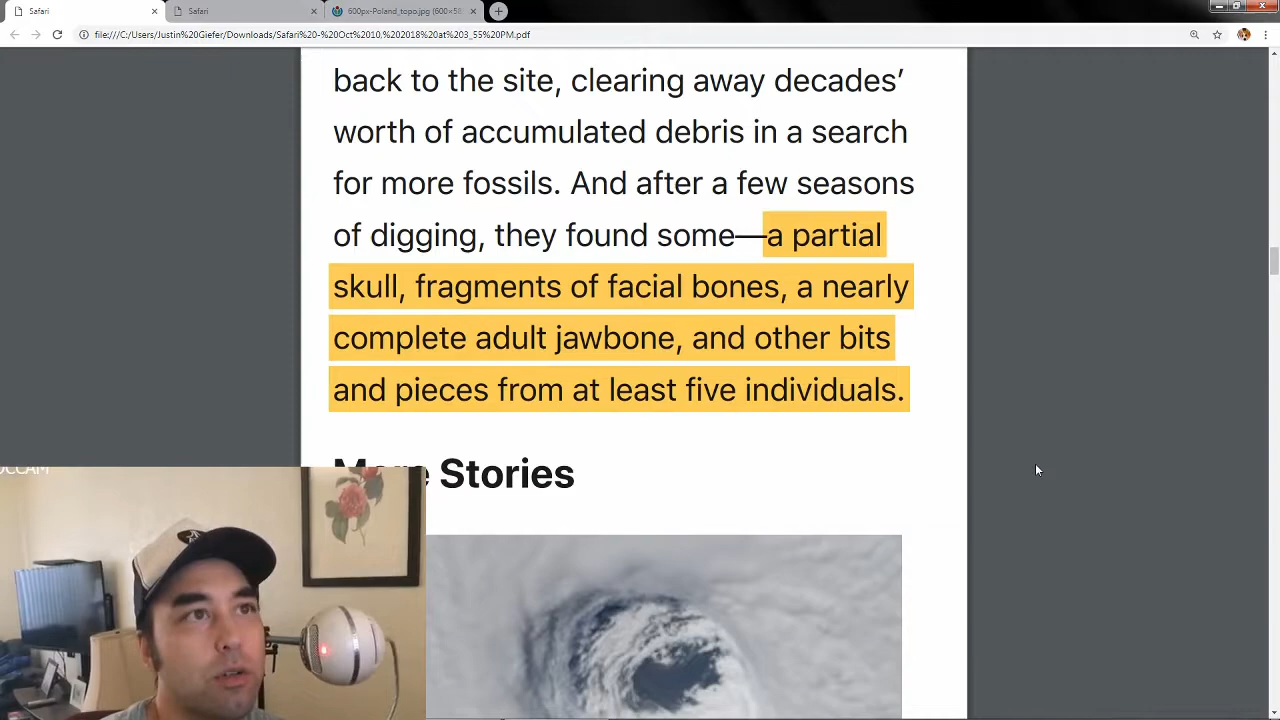 Safari
Safari
600px-Poland_topo.jpg (600×58
file:///C:/Users/Justin%20Giefer/Downloads/Safari%20-%20Oct%2010,%202018%20at%203_55%20PM.pdf
back to the site, clearing away decades’
worth of accumulated debris in a search
for more fossils. And after a few seasons
of digging, they found some—a partial
skull, fragments of facial bones, a nearly
complete adult jawbone, and other bits
and pieces from at least five individuals.
More Stories